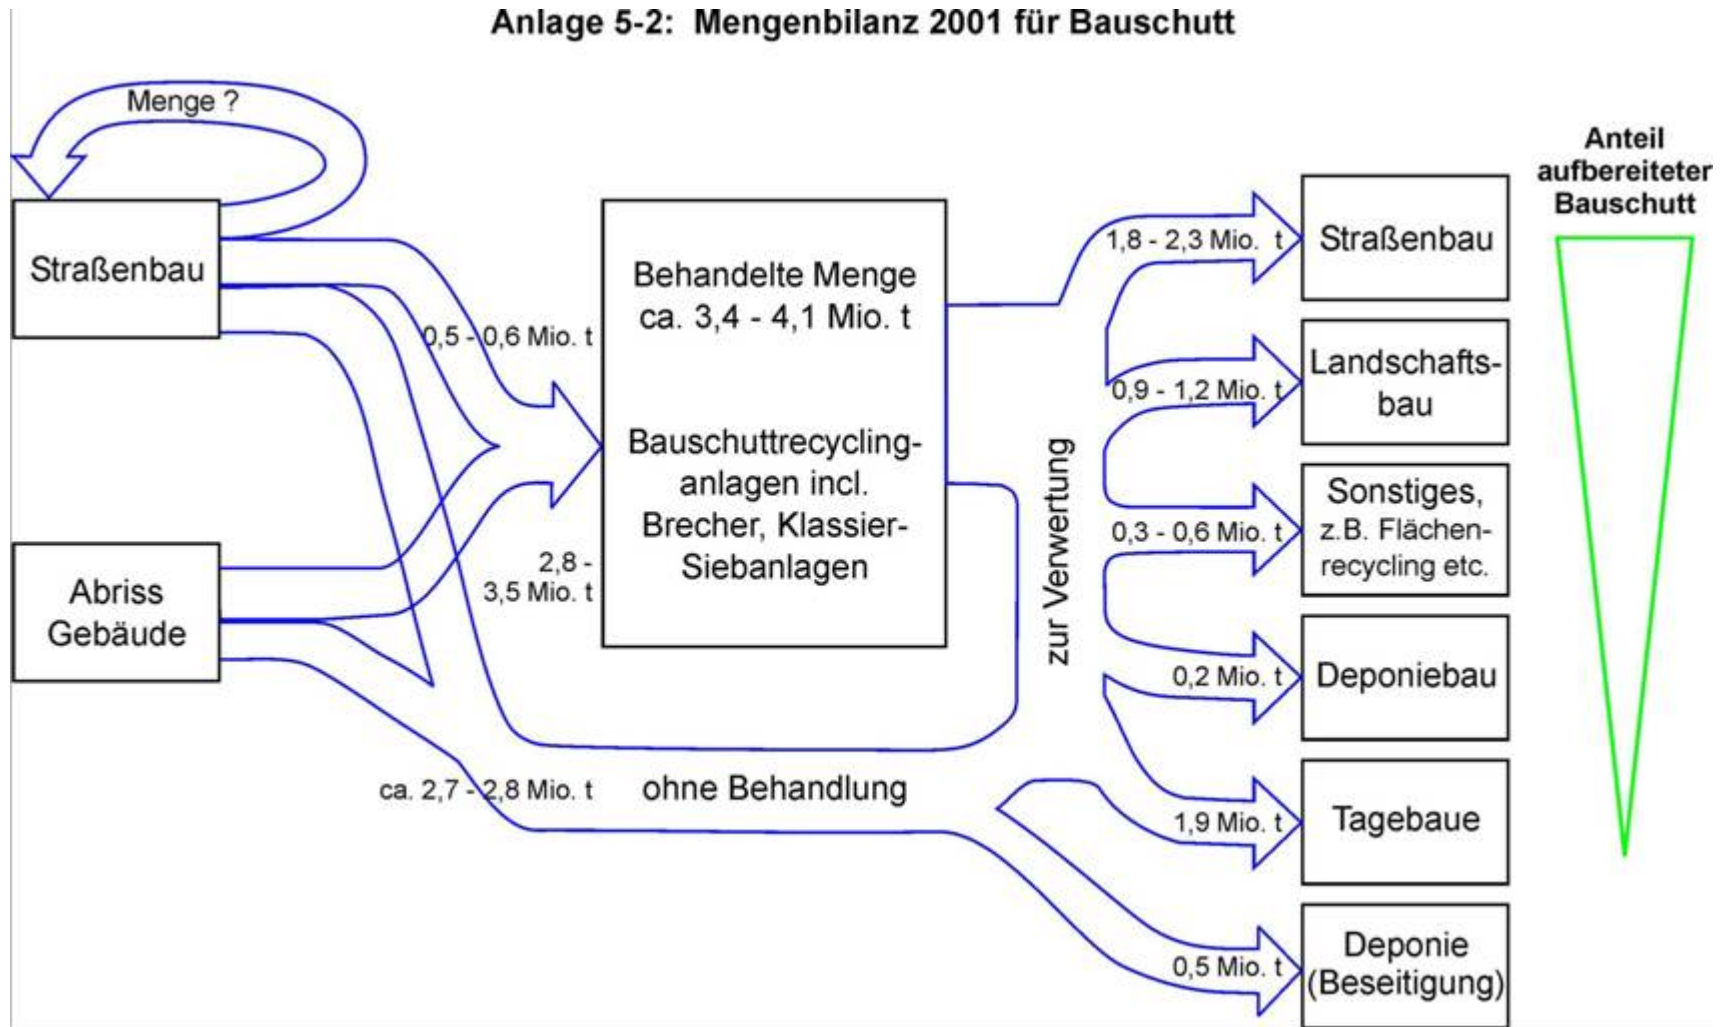 Anlage 5-2:  Mengenbilanz 2001 für Bauschutt
Menge ?
Straßenbau
Abriss
Gebäude
0,5 - 0,6 Mio. t
2,8 -
3,5 Mio. t
ca. 2,7 - 2,8 Mio. t
ohne Behandlung
Behandelte Menge
ca. 3,4 - 4,1 Mio. t
Bauschuttrecycling-
anlagen incl.
Brecher, Klassier-
Siebanlagen
zur Verwertung
1,8 - 2,3 Mio.  t
Straßenbau
0,9 - 1,2 Mio. t
Landschafts-
bau
0,3 - 0,6 Mio. t
Sonstiges,
z.B. Flächen-
recycling etc.
0,2 Mio. t
Deponiebau
1,9 Mio. t
Tagebaue
0,5 Mio. t
Deponie
(Beseitigung)
Anteil
aufbereiteter
Bauschutt